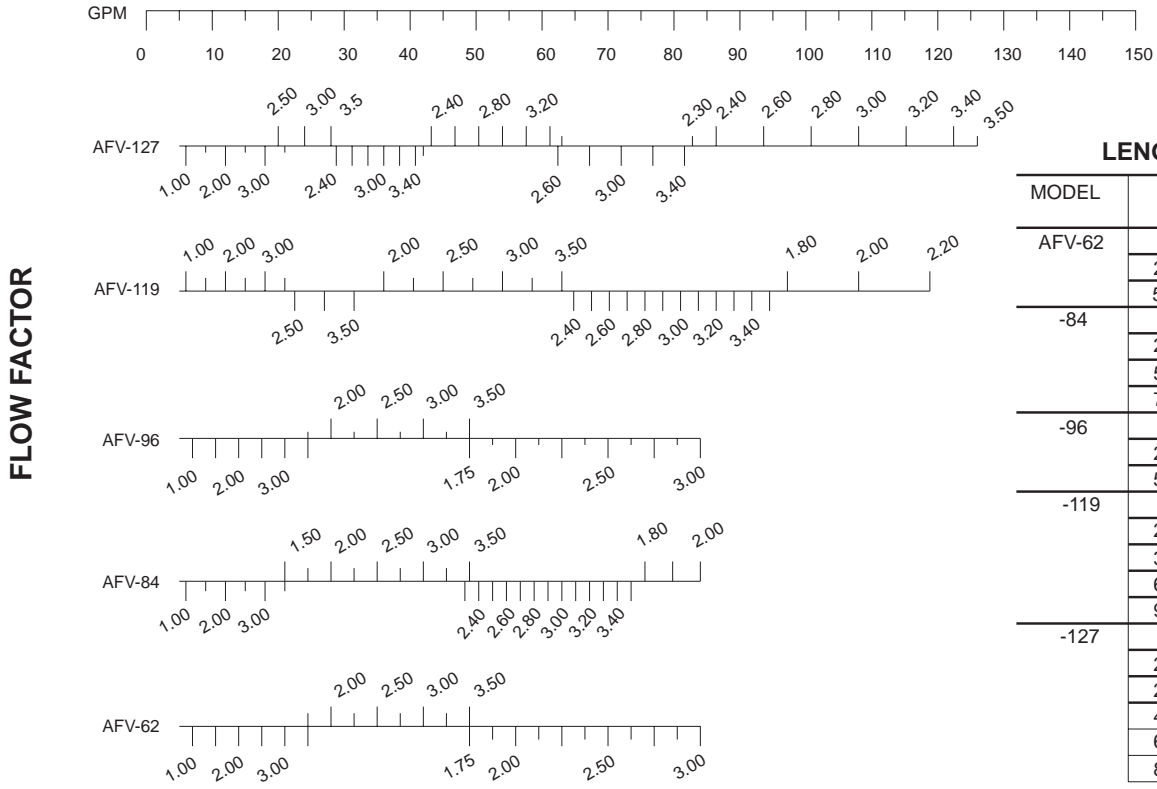 GPM
0 10 20 30 40 50 60 70 80 90 100 110 120 130 140 150
2.50 3.00 3.5 2.40 2.80 3.20 2.30 2.40 2.60 2.80 3.00 3.20 3.40 3.50
AFV-127
1.00 2.00 3.00 2.40 3.00 3.40 2.60 3.00 3.40
1.00 2.00 3.00 2.00 2.50 3.00 3.50 1.80 2.00 2.20
AFV-119
2.50 3.50 2.40 2.60 2.80 3.00 3.20 3.40
2.00 2.50 3.00 3.50
AFV-96
1.00 2.00 3.00 1.75 2.00 2.50 3.00
1.50 2.00 2.50 3.00 3.50 1.80 2.00
AFV-84
1.00 2.00 3.00 2.40 2.60 2.80 3.00 3.20 3.40
2.00 2.50 3.00 3.50
AFV-62
1.00 2.00 3.00 1.75 2.00 2.50 3.00
FLOW FACTOR
MODEL
AFV-62
-84
-96
-119
-127